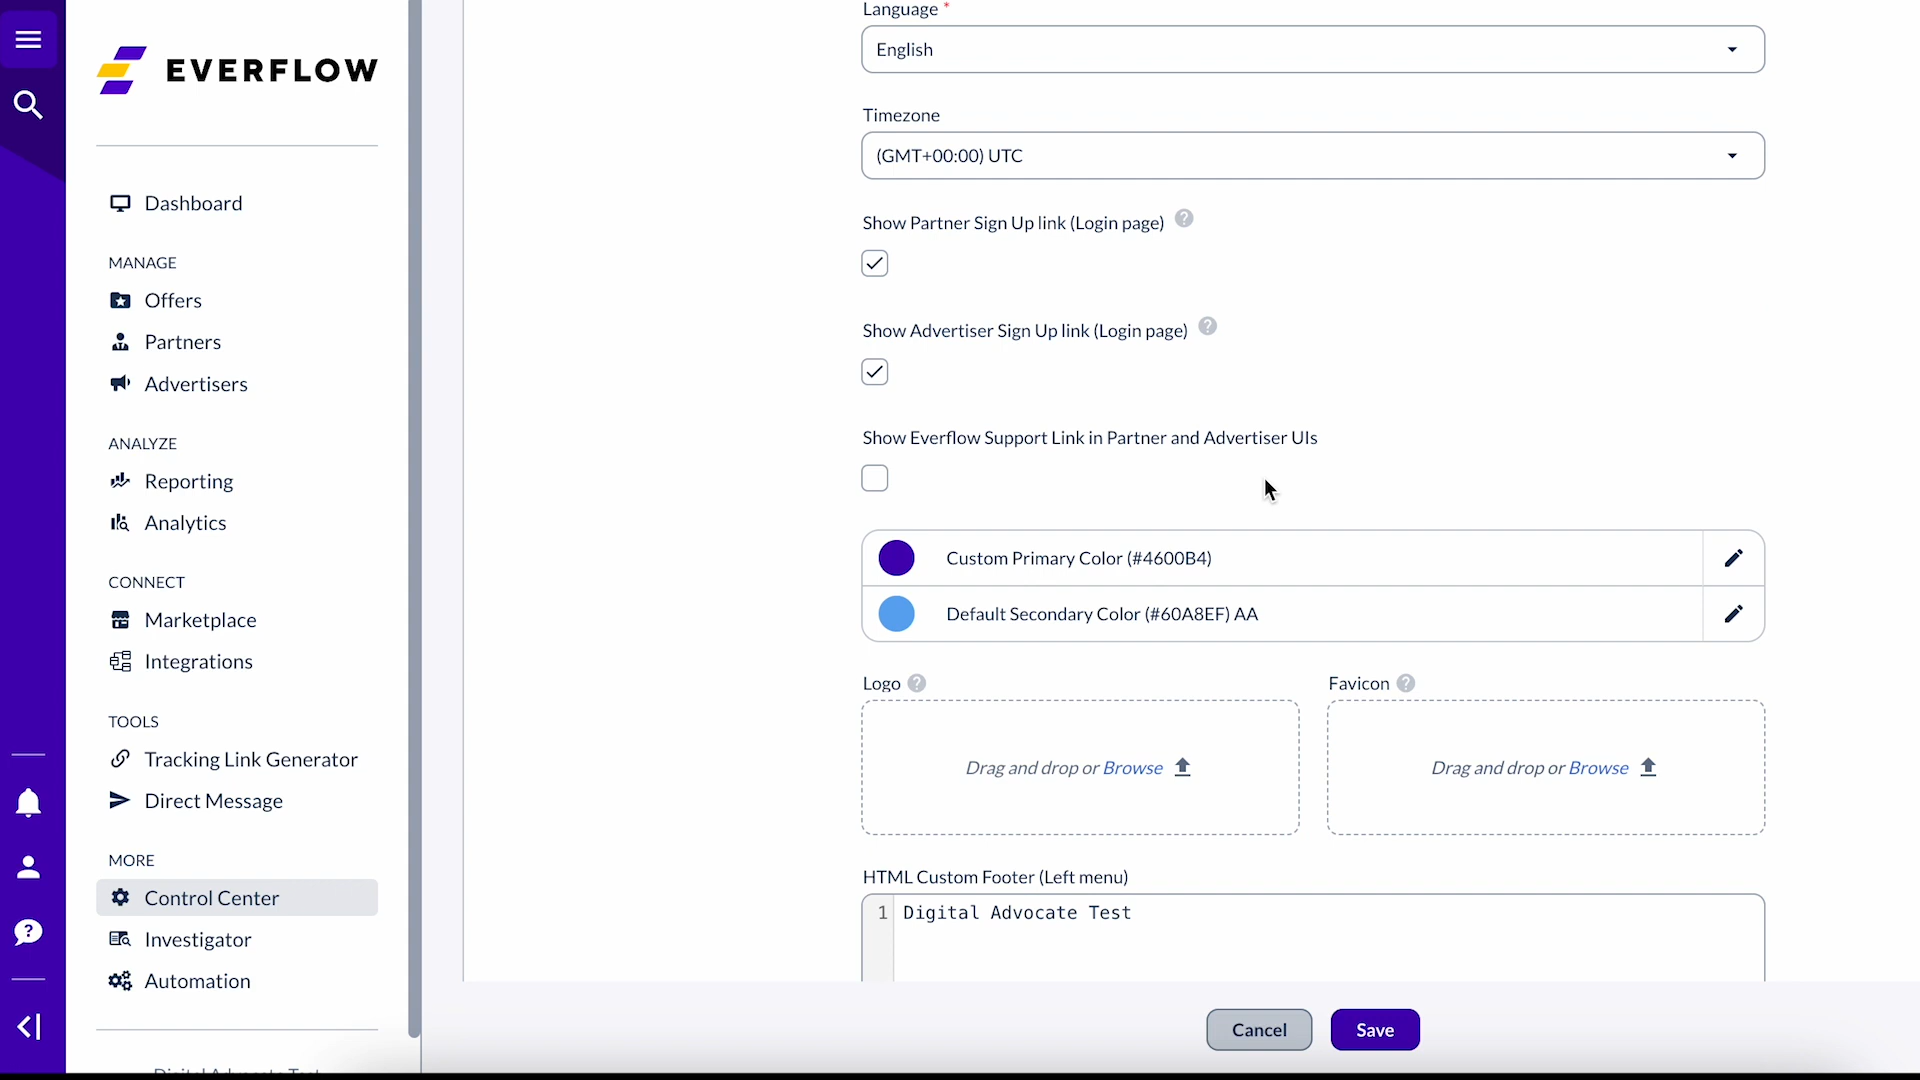 EVERFLOW
Dashboard
MANAGE
Offers
Partners
Advertisers
ANALYZE
Reporting
Analytics
CONNECT
Marketplace
Integrations
TOOLS
Tracking Link Generator
Direct Message
MORE
Control Center
Investigator
Automation
Digital Advocate Test
Language *
English
Timezone
(GMT+00:00) UTC
Show Partner Sign Up link (Login page) ?
Show Advertiser Sign Up link (Login page) ?
Show Everflow Support Link in Partner and Advertiser UIs
Custom Primary Color (#4600B4)
Default Secondary Color (#60A8EF) AA
Logo ?
Drag and drop or Browse
Favicon ?
Drag and drop or Browse
HTML Custom Footer (Left menu)
1 Digital Advocate Test
Cancel
Save